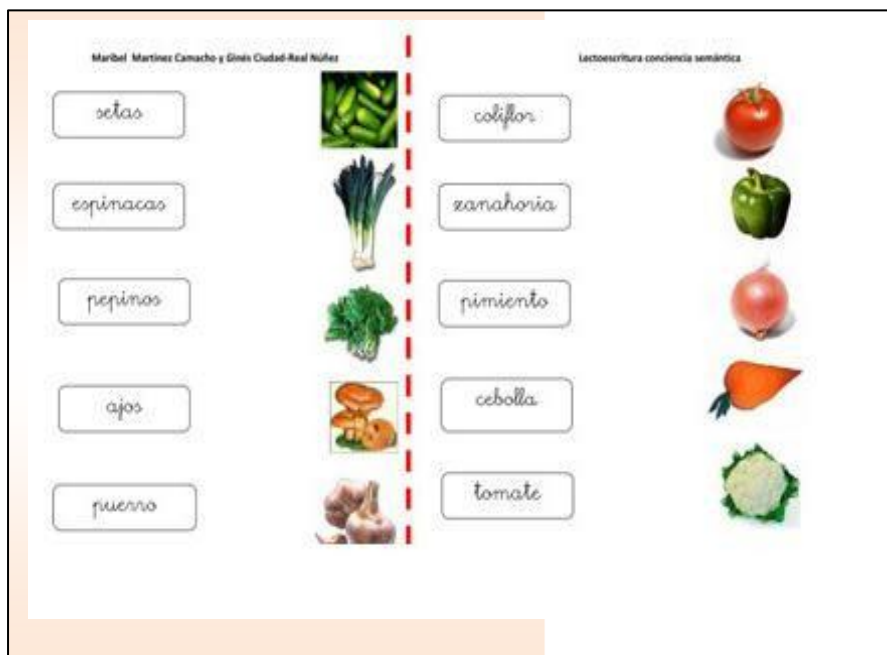 Maribel Martinez Camacho y Ginés Ciudad-Real Núñez
setas
espinacas
pepinos
ajos
puerro
Lectoescritura conciencia semántica
coliflor
zanahoria
pimiento
cebolla
tomate